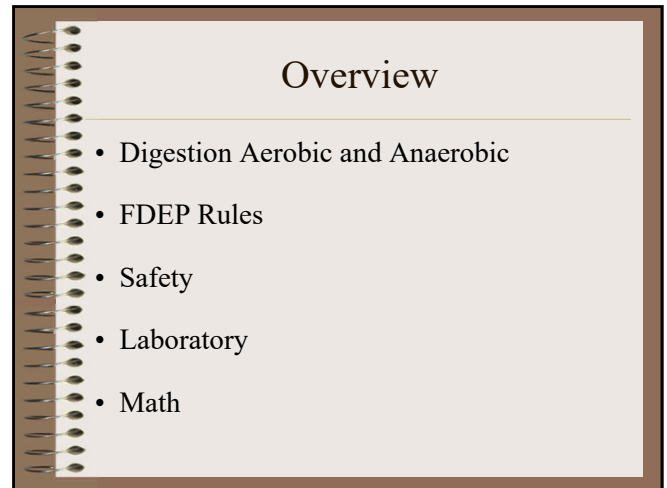 Overview
• Digestion Aerobic and Anaerobic
• FDEP Rules
• Safety
• Laboratory
• Math